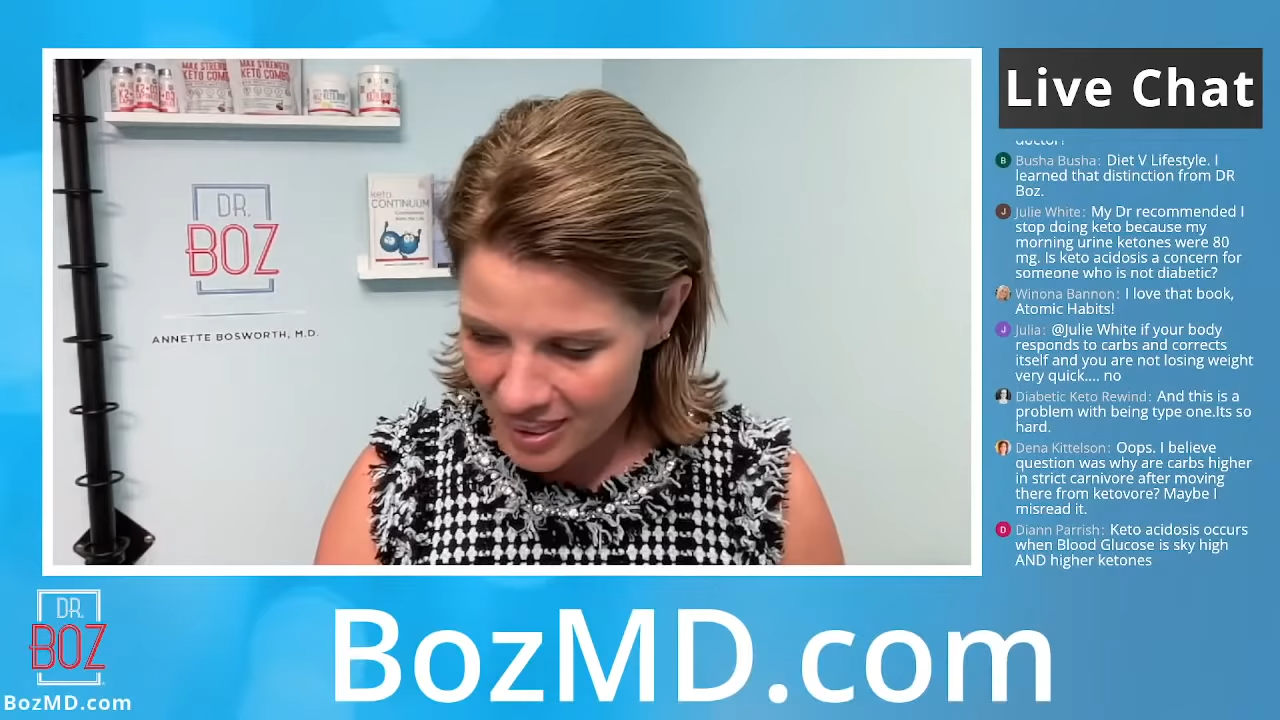 MAX STRENGTH
KETO COMBO
MAX STRENGTH
KETO COMBO
keto
CONTINUUM
DR.
BOZ
ANNETTE BOSWORTH, M.D.
Live Chat
doctor!
Busha Busha: Diet V Lifestyle. I
learned that distinction from DR
Boz.
Julie White: My Dr recommended I
stop doing keto because my
morning urine ketones were 80
mg. Is keto acidosis a concern for
someone who is not diabetic?
Winona Bannon: I love that book,
Atomic Habits!
Julia: @Julie White if your body
responds to carbs and corrects
itself and you are not losing weight
very quick.... no
Diabetic Keto Rewind: And this is a
problem with being type one.Its so
hard.
Dena Kittelson: Oops. I believe
question was why are carbs higher
in strict carnivore after moving
there from ketovore? Maybe I
misread it.
Diann Parrish: Keto acidosis occurs
when Blood Glucose is sky high
AND higher ketones
DR.
BOZ
BozMD.com
BozMD.com